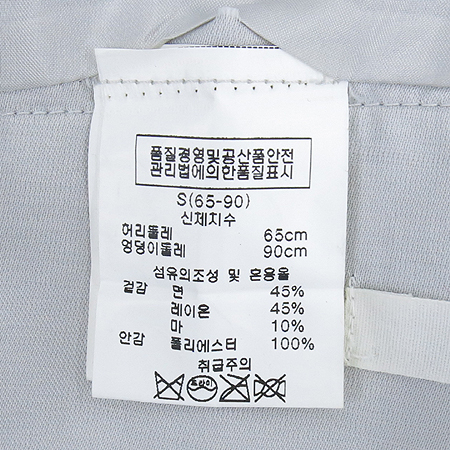 품질경영및공산품안전
관리법에의한품질표시
S(65-90)
신체치수
허리둘레 65cm
엉덩이둘레 90cm
섬유의조성 및 혼용율
겉감 면 45%
레이온 45%
마 10%
안감 폴리에스터 100%
취급주의
드라이